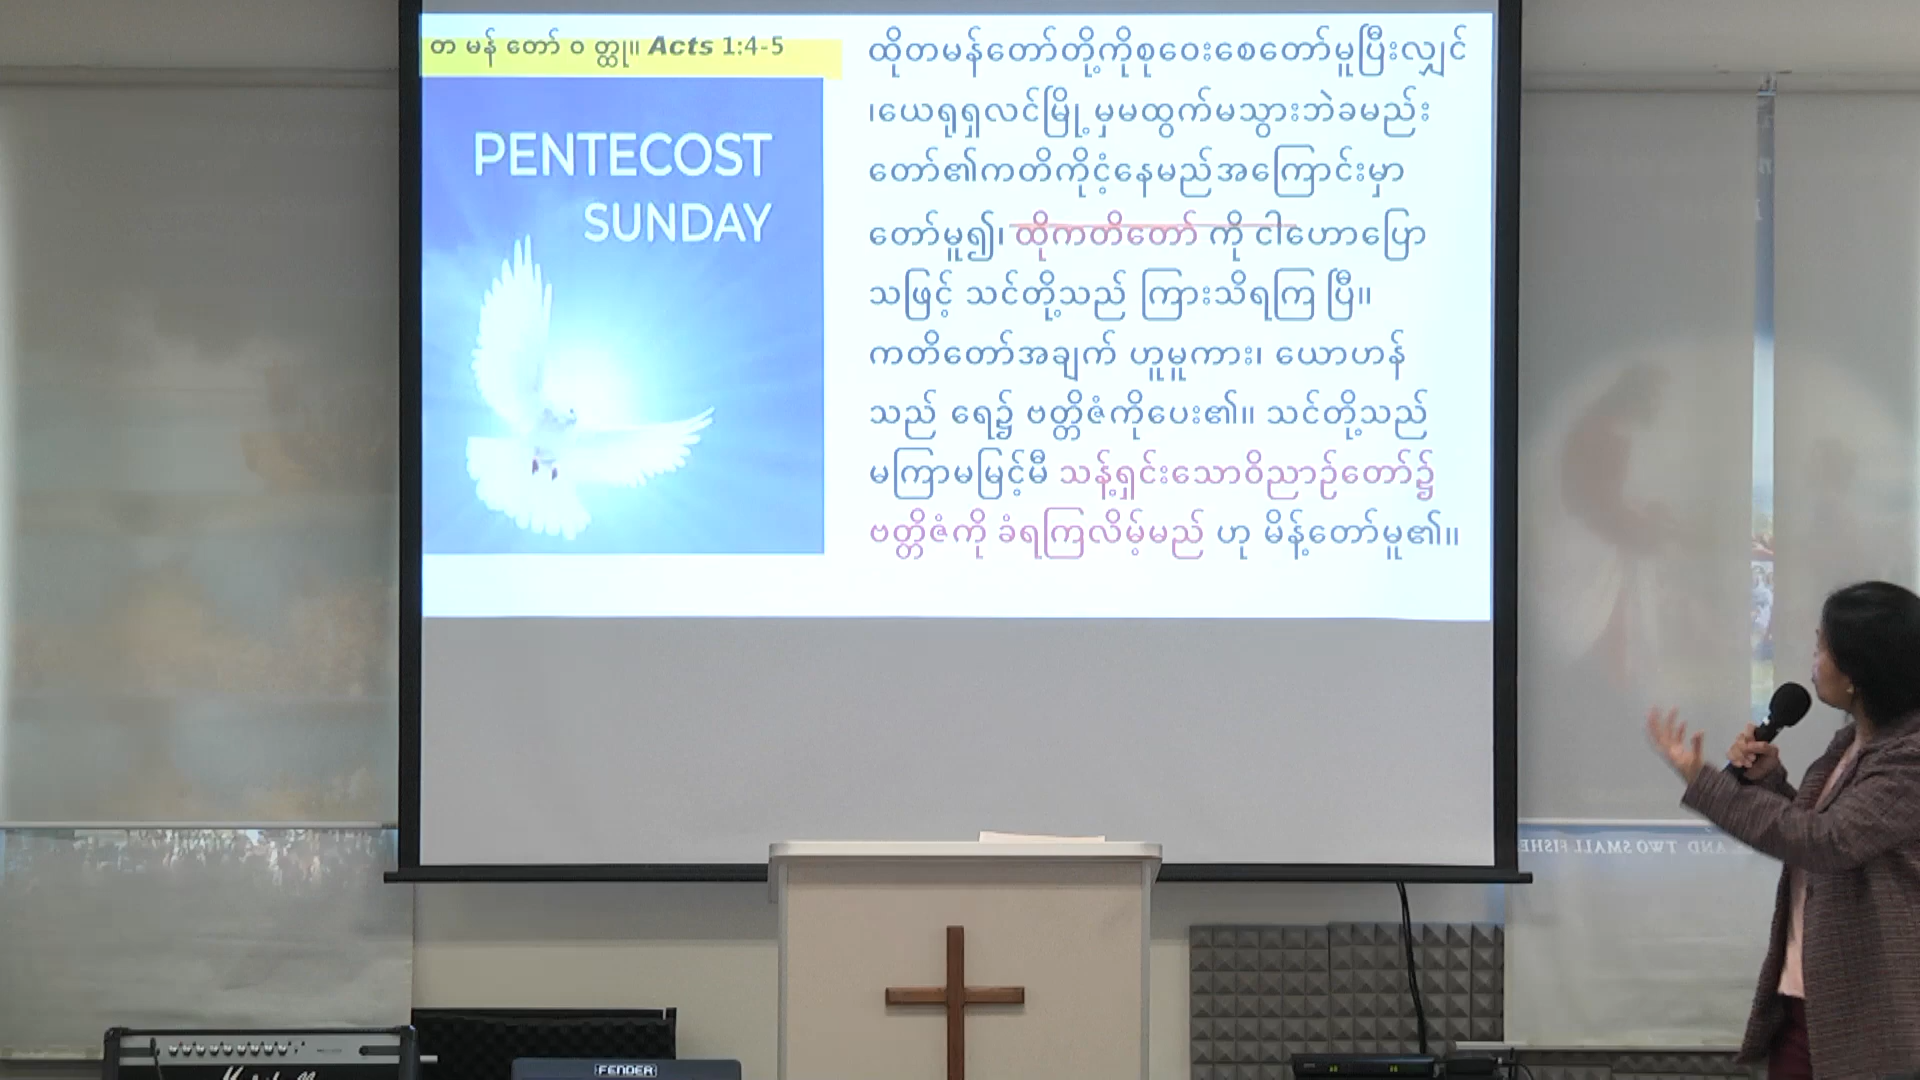 တ မန် တော် ဝ တ္ထု။ Acts 1:4-5
PENTECOST
SUNDAY
ထိုတမန်တော်တို့ကိုစုဝေးစေတော်မူပြီးလျှင်
၊ယေရုရှလင်မြို့မှမထွက်မသွားဘဲခမည်း
တော်၏ကတိကိုငံ့နေမည်အကြောင်းမှာ
တော်မူ၍၊ ထိုကတိတော် ကို ငါဟောပြော
သဖြင့် သင်တို့သည် ကြားသိရကြ ပြီ။
ကတိတော်အချက် ဟူမူကား၊ ယောဟန်
သည် ရေ၌ ဗတ္တိဇံကိုပေး၏။ သင်တို့သည်
မကြာမမြင့်မီ သန့်ရှင်းသောဝိညာဉ်တော်၌
ဗတ္တိဇံကို ခံရကြလိမ့်မည် ဟု မိန့်တော်မူ၏။
AND TWO SMALL FISHE
Marshall
FENDER